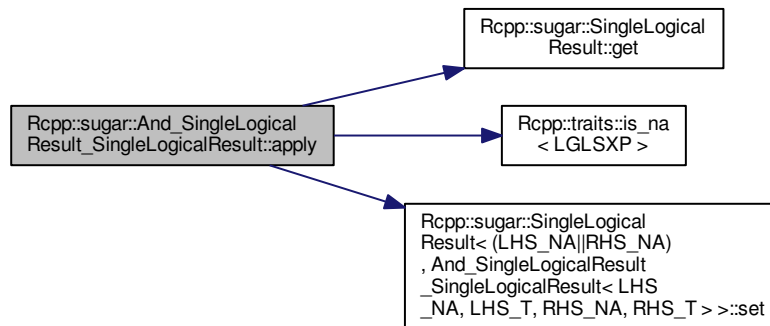 Rcpp::sugar::SingleLogical
Result::get
Rcpp::sugar::And_SingleLogical
Result_SingleLogicalResult::apply
Rcpp::traits::is_na
< LGLSXP >
Rcpp::sugar::SingleLogical
Result< (LHS_NA||RHS_NA)
, And_SingleLogicalResult
_SingleLogicalResult< LHS
_NA, LHS_T, RHS_NA, RHS_T > >::set